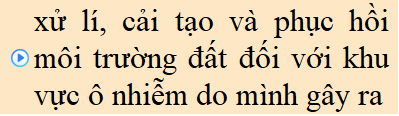 xử lí, cải tạo và phục hồi
môi trường đất đối với khu
vực ô nhiễm do mình gây ra